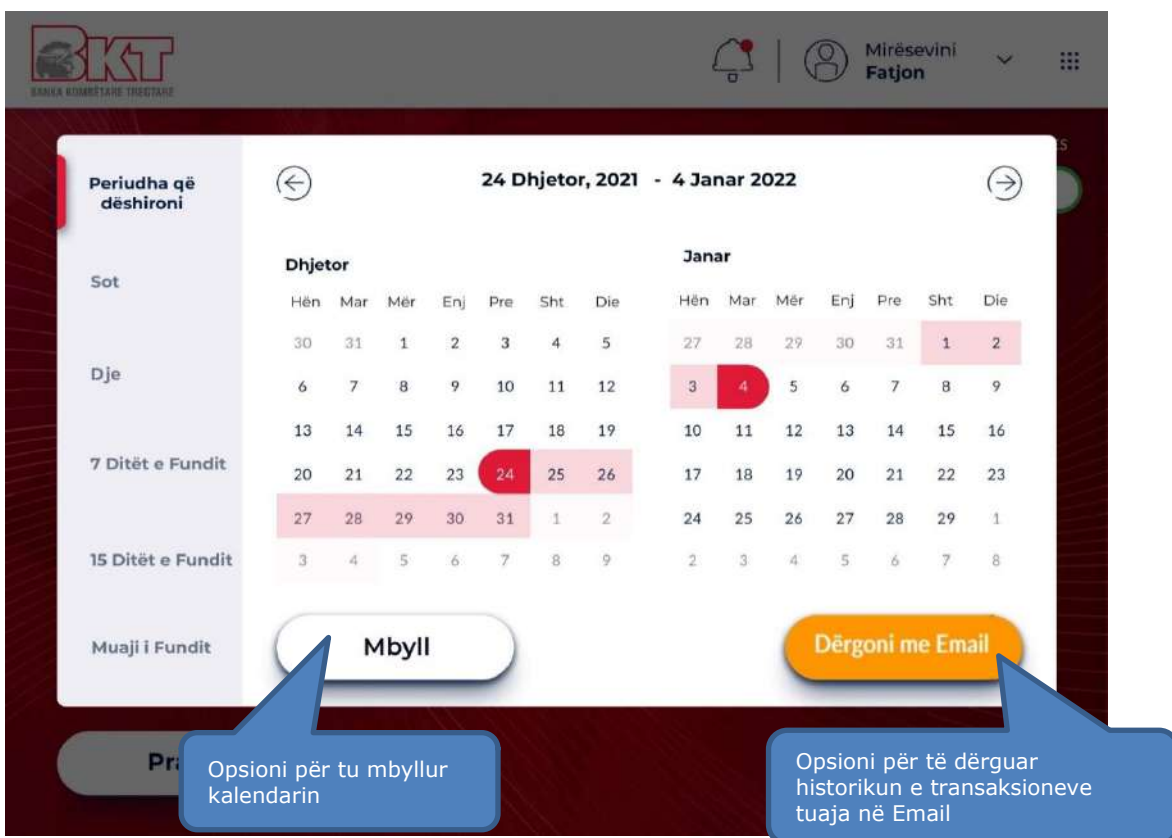 BKT
BANKA KOMBËTARE TREGTARE
Mirësevini
Fatjon
Periudha që
dëshironi
Sot
Dje
7 Ditët e Fundit
15 Ditët e Fundit
Muaji i Fundit
24 Dhjetor, 2021 - 4 Janar 2022
Dhjetor
Hën Mar Mër Enj Pre Sht Die
30 31 1 2 3 4 5
6 7 8 9 10 11 12
13 14 15 16 17 18 19
20 21 22 23 24 25 26
27 28 29 30 31 1 2
3 4 5 6 7 8 9
Janar
Hën Mar Mër Enj Pre Sht Die
27 28 29 30 31 1 2
3 4 5 6 7 8 9
10 11 12 13 14 15 16
17 18 19 20 21 22 23
24 25 26 27 28 29 1
2 3 4 5 6 7 8
Mbyll
Dërgoni me Email
Opsioni për tu mbyllur
kalendarin
Opsioni për të dërguar
historikun e transaksioneve
tuaja në Email